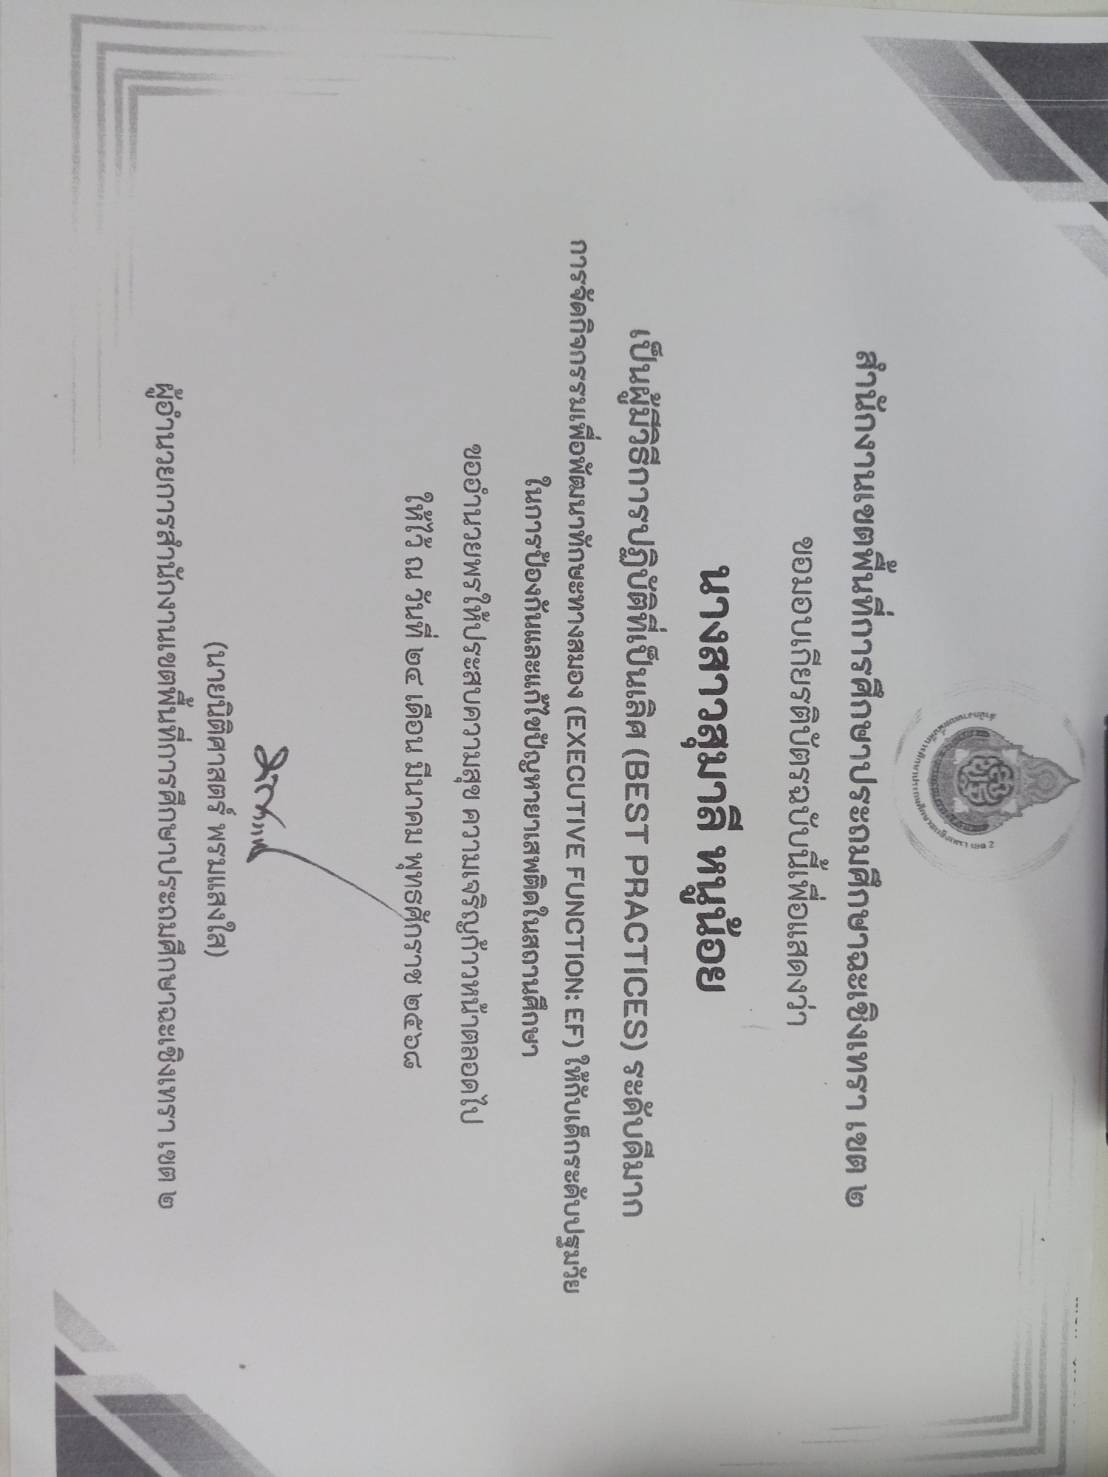 สำนักงานเขตพื้นที่การศึกษาประถมศึกษาฉะเชิงเทรา เขต ๒
ขอมอบเกียรติบัตรฉบับนี้เพื่อแสดงว่า
นางสาวสุมาลี หนูน้อย
เป็นผู้มีวิธีการปฏิบัติที่เป็นเลิศ (BEST PRACTICES) ระดับดีมาก
การจัดกิจกรรมเพื่อพัฒนาทักษะทางสมอง (EXECUTIVE FUNCTION: EF) ให้กับเด็กระดับปฐมวัย
ในการป้องกันและแก้ไขปัญหายาเสพติดในสถานศึกษา
ขออำนวยพรให้ประสบความสุข ความเจริญก้าวหน้าตลอดไป
ให้ไว้ ณ วันที่ ๒๔ เดือน มีนาคม พุทธศักราช ๒๕๖๘
(นายนิติศาสตร์ พรมแสงใส)
ผู้อำนวยการสำนักงานเขตพื้นที่การศึกษาประถมศึกษาฉะเชิงเทรา เขต ๒